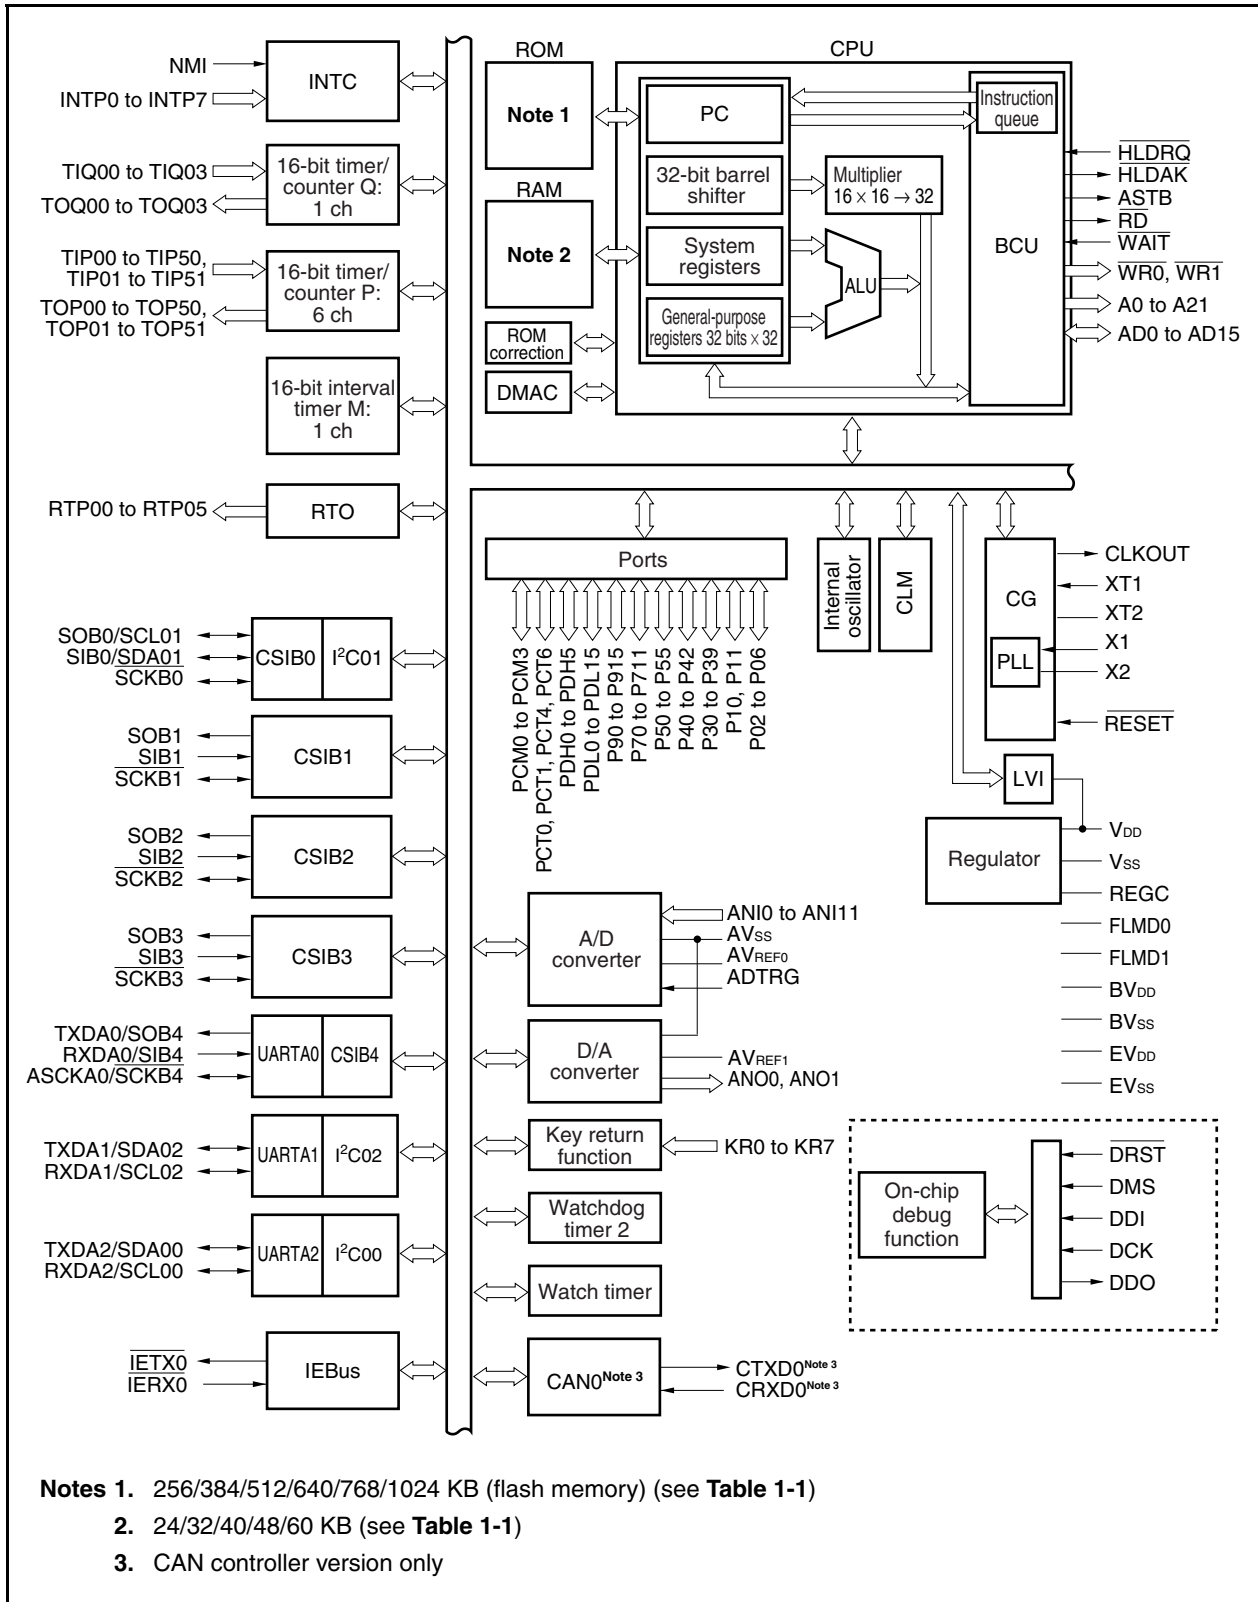 NMI
INTP0 to INTP7
INTC
TIQ00 to TIQ03
TOQ00 to TOQ03
16-bit timer/
counter Q:
1 ch
TIP00 to TIP50,
TIP01 to TIP51
TOP00 to TOP50,
TOP01 to TOP51
16-bit timer/
counter P:
6 ch
16-bit interval
timer M:
1 ch
RTP00 to RTP05
RTO
SOB0/SCL01
SIB0/SDA01
SCKB0
CSIB0
I²C01
SOB1
SIB1
SCKB1
CSIB1
SOB2
SIB2
SCKB2
CSIB2
SOB3
SIB3
SCKB3
CSIB3
TXDA0/SOB4
RXDA0/SIB4
ASCKA0/SCKB4
UARTA0
CSIB4
TXDA1/SDA02
RXDA1/SCL02
UARTA1
I²C02
TXDA2/SDA00
RXDA2/SCL00
UARTA2
I²C00
IETX0
IERX0
IEBus
ROM
Note 1
RAM
Note 2
ROM
correction
DMAC
CPU
PC
32-bit barrel
shifter
System
registers
General-purpose
registers 32 bits × 32
Multiplier
16 × 16 → 32
ALU
Instruction
queue
BCU
HLDRQ
HLDAK
ASTB
RD
WAIT
WR0, WR1
A0 to A21
AD0 to AD15
Ports
PCM0 to PCM3
PCT0, PCT1, PCT4, PCT6
PDH0 to PDH5
PDL0 to PDL15
P90 to P915
P70 to P711
P50 to P55
P40 to P42
P30 to P39
P10, P11
P02 to P06
Internal
oscillator
CLM
CG
PLL
CLKOUT
XT1
XT2
X1
X2
RESET
LVI
Regulator
VDD
VSS
REGC
FLMD0
FLMD1
BVDD
BVSS
EVDD
EVSS
A/D
converter
ANI0 to ANI11
AVSS
AVREF0
ADTRG
D/A
converter
AVREF1
ANO0, ANO1
Key return
function
KR0 to KR7
Watchdog
timer 2
Watch timer
CAN0Note 3
CTXD0Note 3
CRXD0Note 3
On-chip
debug
function
DRST
DMS
DDI
DCK
DDO
Notes 1. 256/384/512/640/768/1024 KB (flash memory) (see Table 1-1)
2. 24/32/40/48/60 KB (see Table 1-1)
3. CAN controller version only